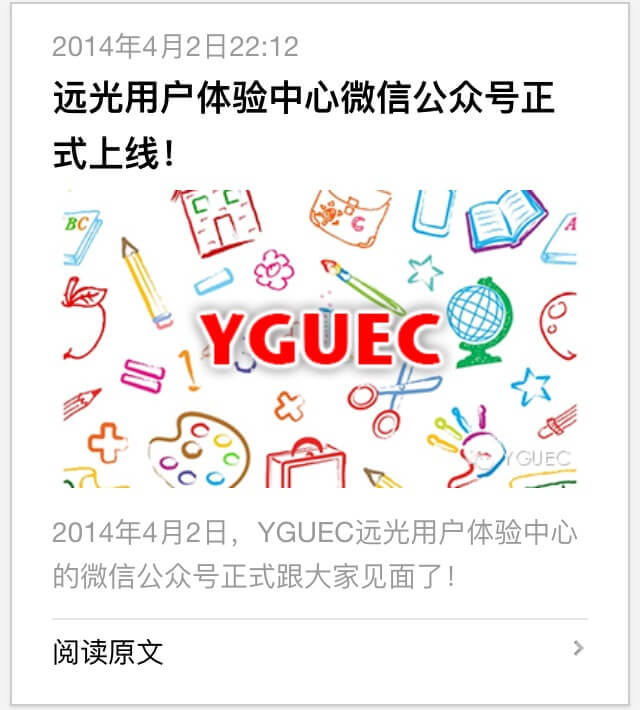 2014年4月2日22:12
远光用户体验中心微信公众号正
式上线！
BC
A
YGUEC
YGUEC
2014年4月2日，YGUEC远光用户体验中心
的微信公众号正式跟大家见面了！
阅读原文